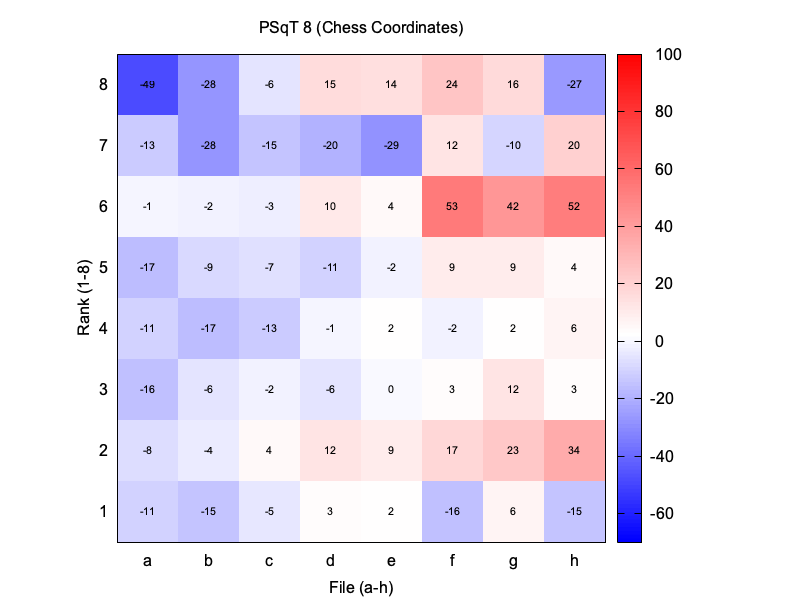 PSqT 8 (Chess Coordinates)
100
8 -49 -28 -6 15 14 24 16 -27
80
7 -13 -28 -15 -20 -29 12 -10 20
60
6 -1 -2 -3 10 4 53 42 52
40
5 -17 -9 -7 -11 -2 9 9 4
20
Rank (1-8)
4 -11 -17 -13 -1 2 -2 2 6
0
3 -16 -6 -2 -6 0 3 12 3
-20
2 -8 -4 4 12 9 17 23 34
-40
1 -11 -15 -5 3 2 -16 6 -15
-60
a b c d e f g h
File (a-h)